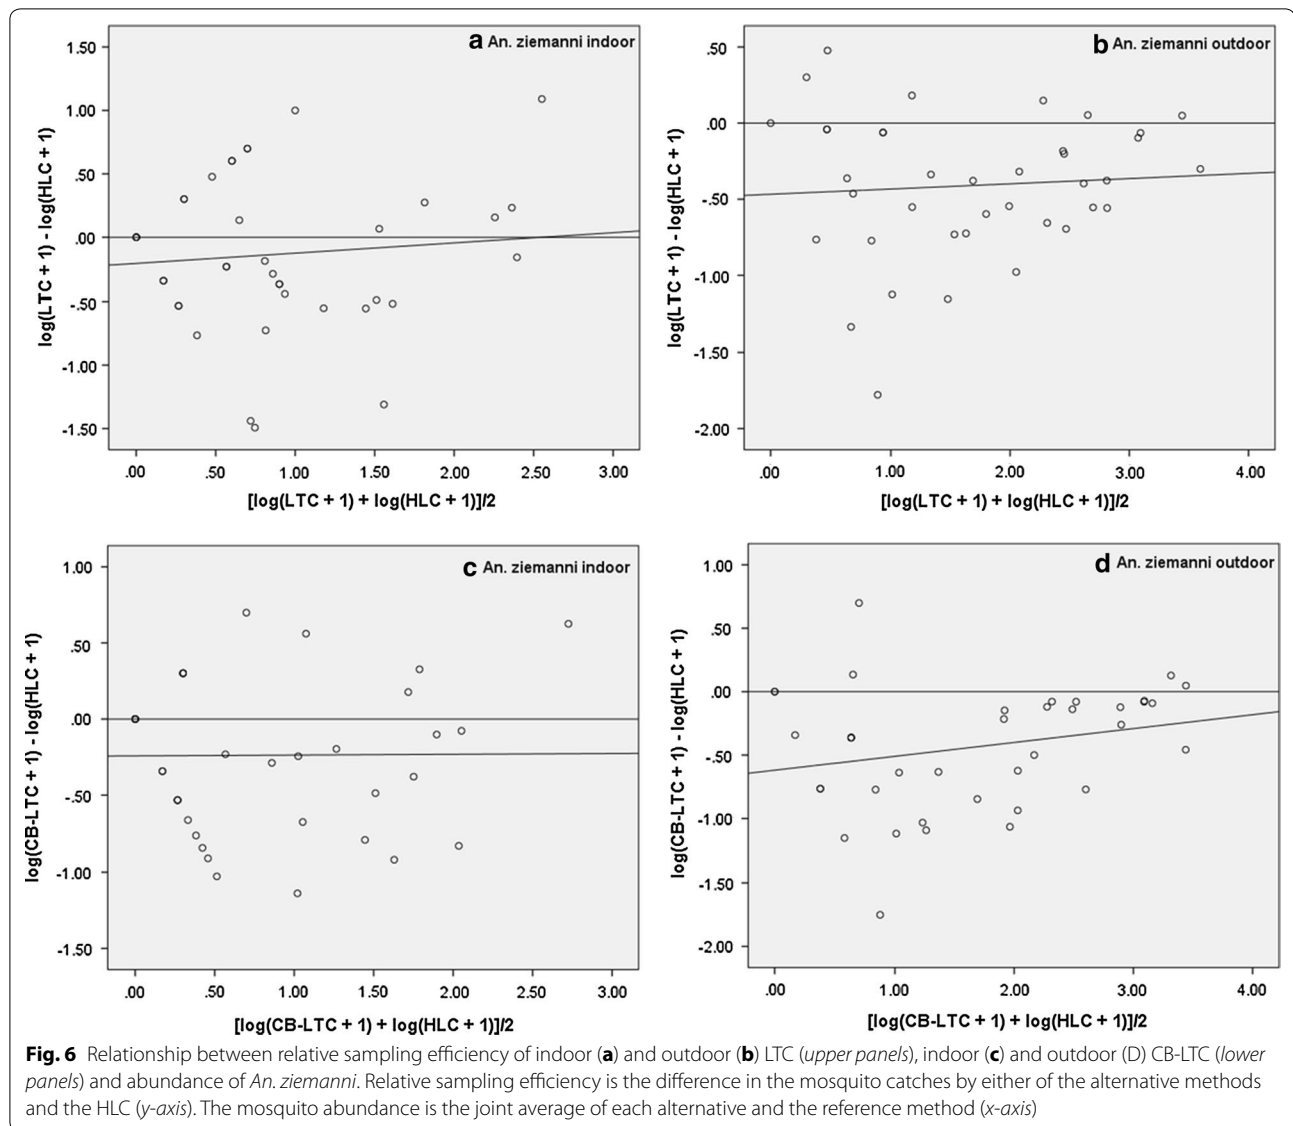 a An. ziemanni indoor
1.50
1.00
.50
.00
-.50
-1.00
-1.50
log(LTC + 1) - log(HLC + 1)
.00 .50 1.00 1.50 2.00 2.50 3.00
[log(LTC + 1) + log(HLC + 1)]/2
b An. ziemanni outdoor
.50
.00
-.50
-1.00
-1.50
-2.00
log(LTC + 1) - log(HLC + 1)
.00 1.00 2.00 3.00 4.00
[log(LTC + 1) + log(HLC + 1)]/2
c An. ziemanni indoor
1.00
.50
.00
-.50
-1.00
-1.50
log(CB-LTC + 1) - log(HLC + 1)
.00 .50 1.00 1.50 2.00 2.50 3.00
[log(CB-LTC + 1) + log(HLC + 1)]/2
d An. ziemanni outdoor
1.00
.50
.00
-.50
-1.00
-1.50
-2.00
log(CB-LTC + 1) - log(HLC + 1)
.00 1.00 2.00 3.00 4.00
[log(CB-LTC + 1) + log(HLC + 1)]/2
Fig. 6 Relationship between relative sampling efficiency of indoor (a) and outdoor (b) LTC (upper panels), indoor (c) and outdoor (D) CB-LTC (lower
panels) and abundance of An. ziemanni. Relative sampling efficiency is the difference in the mosquito catches by either of the alternative methods
and the HLC (y-axis). The mosquito abundance is the joint average of each alternative and the reference method (x-axis)